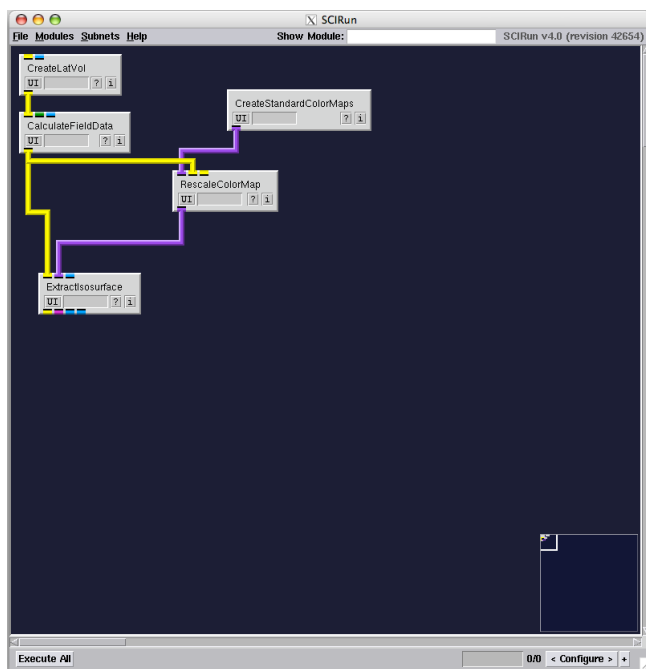 SCIRun
File Modules Subnets Help Show Module: SCIRun v4.0 (revision 42654)
CreateLatVol
UI ? i
CreateStandardColorMaps
UI ? i
CalculateFieldData
UI ? i
RescaleColorMap
UI ? i
ExtractIsosurface
UI ? i
Execute All 0/0 < Configure > +